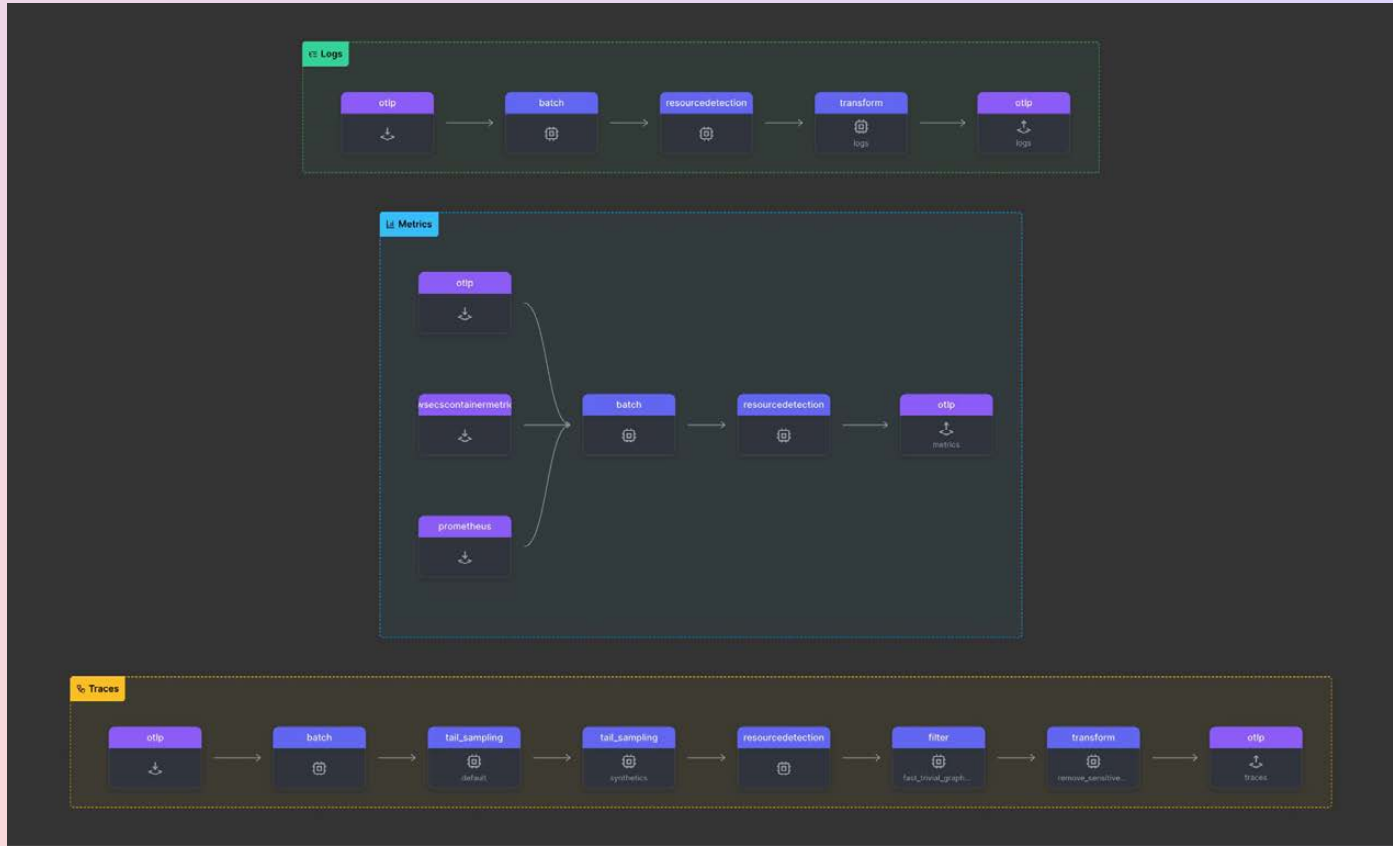 Logs
otlp
batch
resourcedetection
transform
logs
otlp
logs
Metrics
otlp
wsecscontainermetric
prometheus
batch
resourcedetection
otlp
metrics
Traces
otlp
batch
tail_sampling
default
tail_sampling
synthetics
resourcedetection
filter
fast_trivial_graph...
transform
remove_sensitive...
otlp
traces